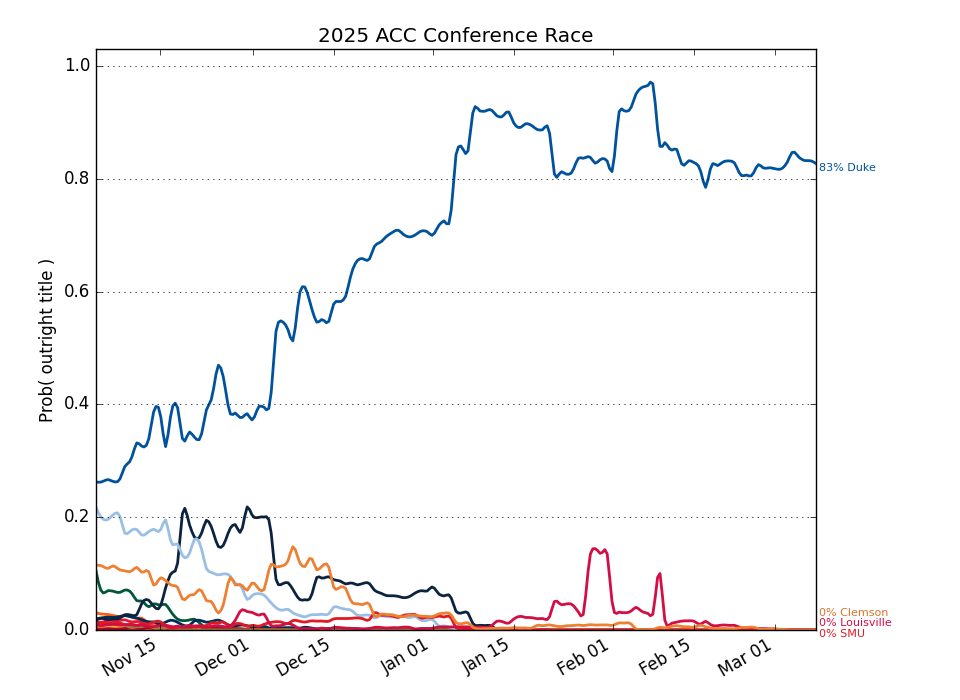 2025 ACC Conference Race
Prob( outright title )
1.0
0.8
0.6
0.4
0.2
0.0
Nov 15
Dec 01
Dec 15
Jan 01
Jan 15
Feb 01
Feb 15
Mar 01
83% Duke
0% Clemson
0% Louisville
0% SMU